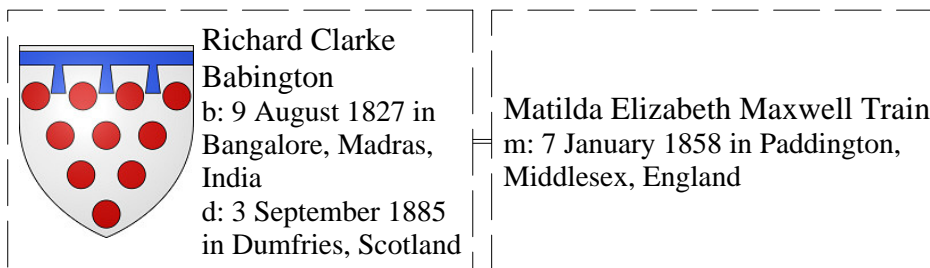 Richard Clarke
Babington
b: 9 August 1827 in
Bangalore, Madras,
India
d: 3 September 1885
in Dumfries, Scotland
Matilda Elizabeth Maxwell Train
m: 7 January 1858 in Paddington,
Middlesex, England